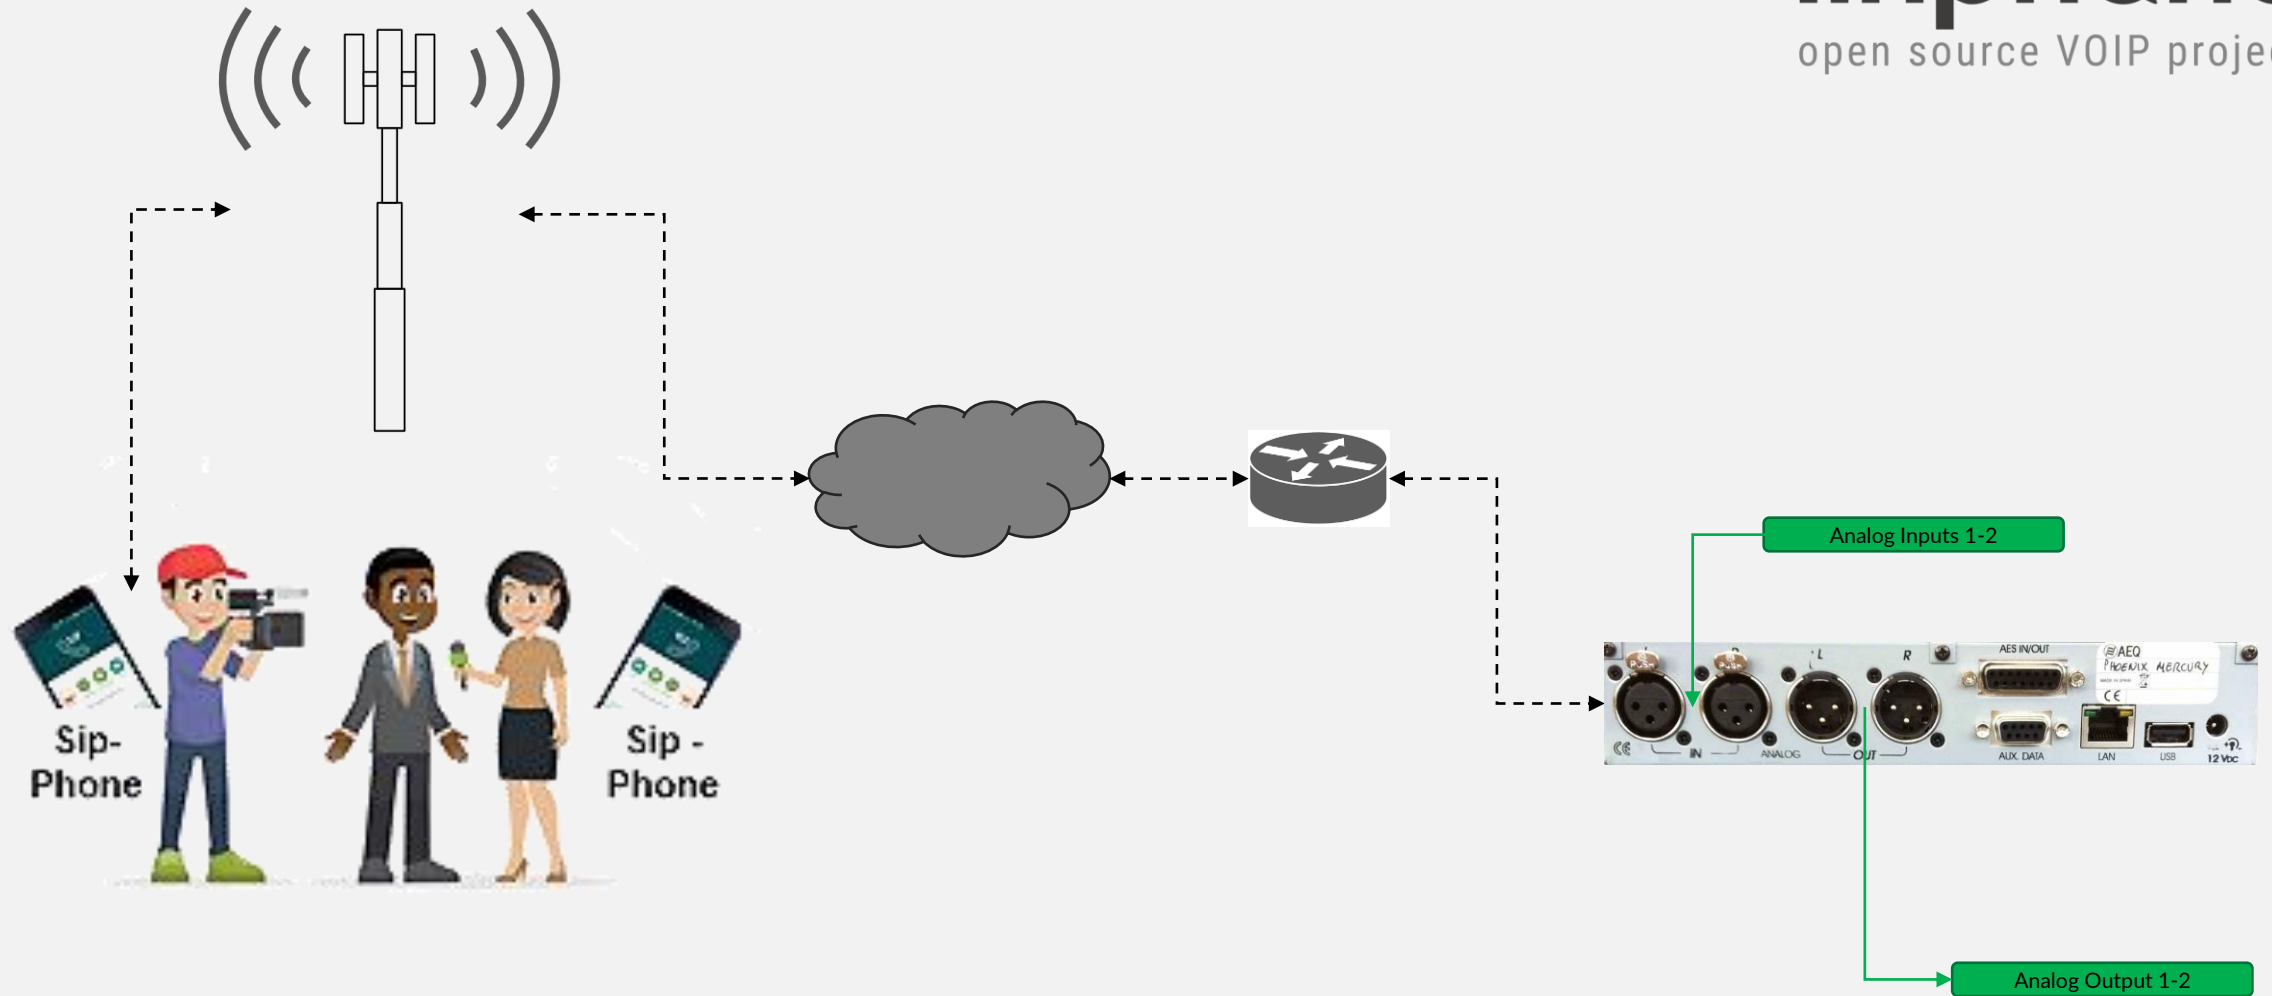 open source VOIP
Analog Inputs 1-2
L
R
AES IN/OUT
AEQ
PHOENIX MERCURY
CE
Sip-
Phone
Sip -
Phone
CE
IN
ANALOG
OUT
AUX. DATA
LAN
USB
12 VDC
Analog Output 1-2